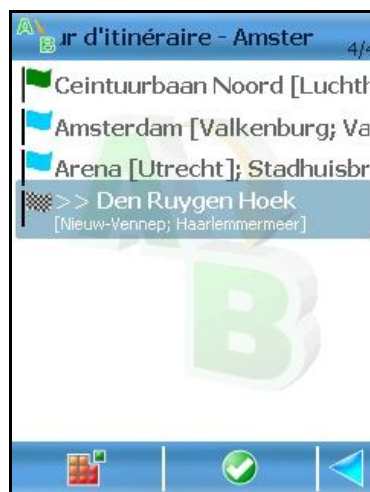 A B ur d'itinéraire - Amster 4/4
Ceintuurbaan Noord [Luchth
Amsterdam [Valkenburg; Va
Arena [Utrecht]; Stadhuisbr
>> Den Ruygen Hoek
[Nieuw-Vennep; Haarlemmermeer]
A
B